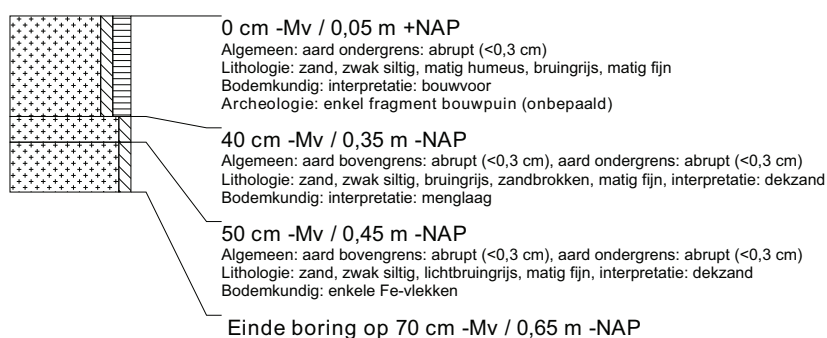 0 cm -Mv / 0,05 m +NAP
Algemeen: aard ondergrens: abrupt (<0,3 cm)
Lithologie: zand, zwak siltig, matig humeus, bruingrijs, matig fijn
Bodemkundig: interpretatie: bouwvoor
Archeologie: enkel fragment bouwpuin (onbepaald)
40 cm -Mv / 0,35 m -NAP
Algemeen: aard bovengrens: abrupt (<0,3 cm), aard ondergrens: abrupt (<0,3 cm)
Lithologie: zand, zwak siltig, bruingrijs, zandbrokken, matig fijn, interpretatie: dekzand
Bodemkundig: interpretatie: menglaag
50 cm -Mv / 0,45 m -NAP
Algemeen: aard bovengrens: abrupt (<0,3 cm), aard ondergrens: abrupt (<0,3 cm)
Lithologie: zand, zwak siltig, lichtbruingrijs, matig fijn, interpretatie: dekzand
Bodemkundig: enkele Fe-vlekken
Einde boring op 70 cm -Mv / 0,65 m -NAP